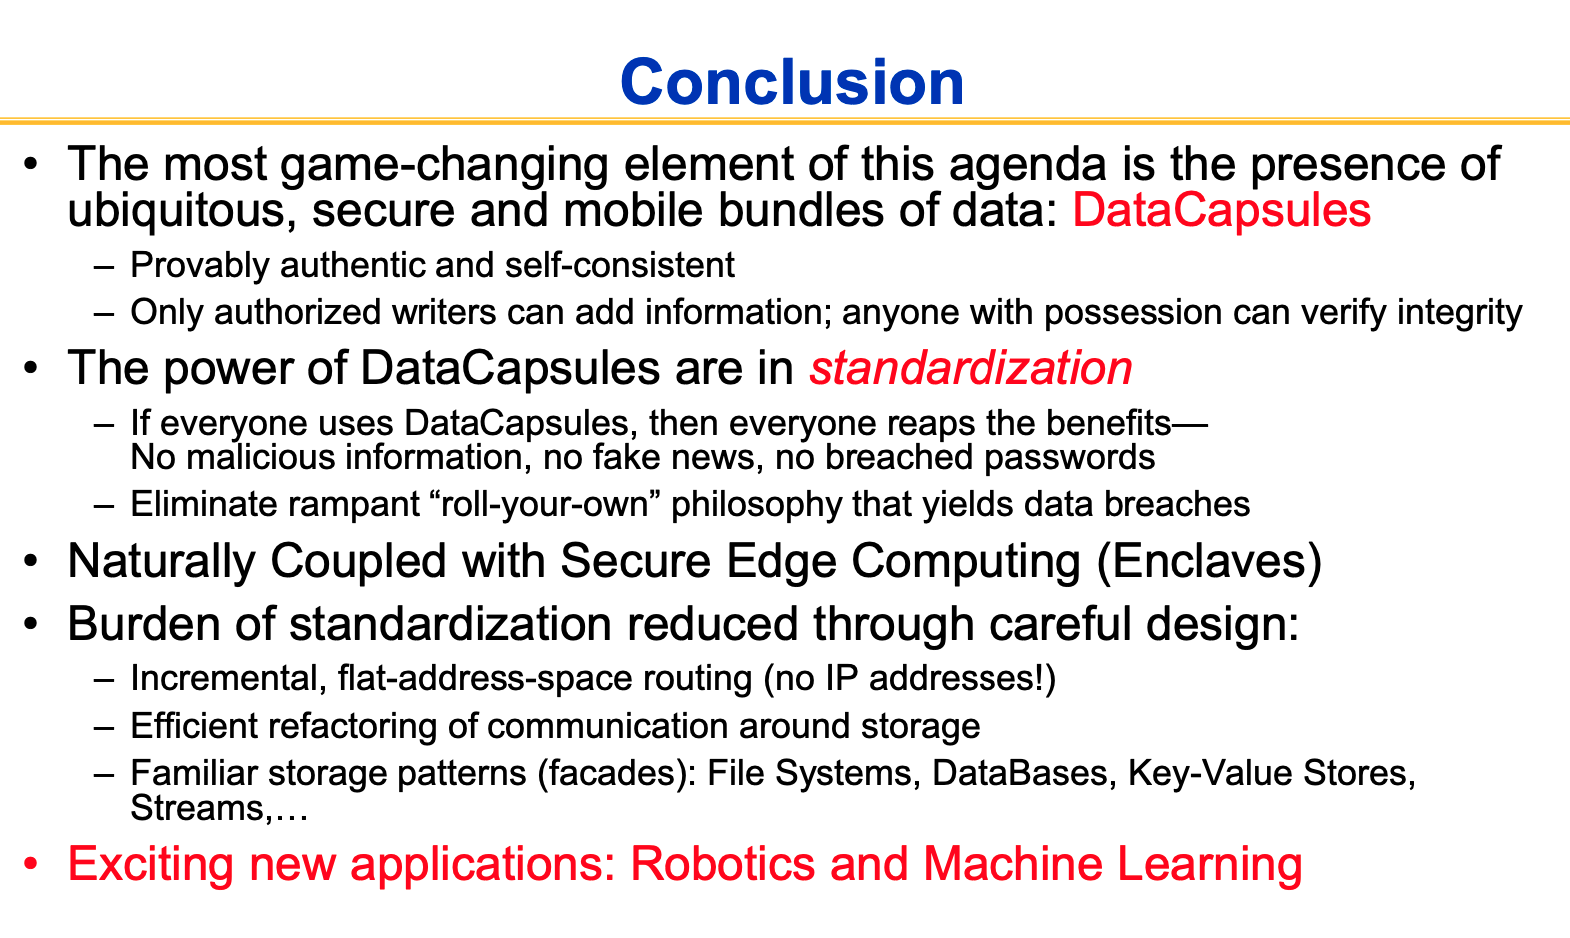 Conclusion
• The most game-changing element of this agenda is the presence of
ubiquitous, secure and mobile bundles of data: DataCapsules
– Provably authentic and self-consistent
– Only authorized writers can add information; anyone with possession can verify integrity
• The power of DataCapsules are in standardization
– If everyone uses DataCapsules, then everyone reaps the benefits—
No malicious information, no fake news, no breached passwords
– Eliminate rampant “roll-your-own” philosophy that yields data breaches
• Naturally Coupled with Secure Edge Computing (Enclaves)
• Burden of standardization reduced through careful design:
– Incremental, flat-address-space routing (no IP addresses!)
– Efficient refactoring of communication around storage
– Familiar storage patterns (facades): File Systems, DataBases, Key-Value Stores,
Streams,…
• Exciting new applications: Robotics and Machine Learning